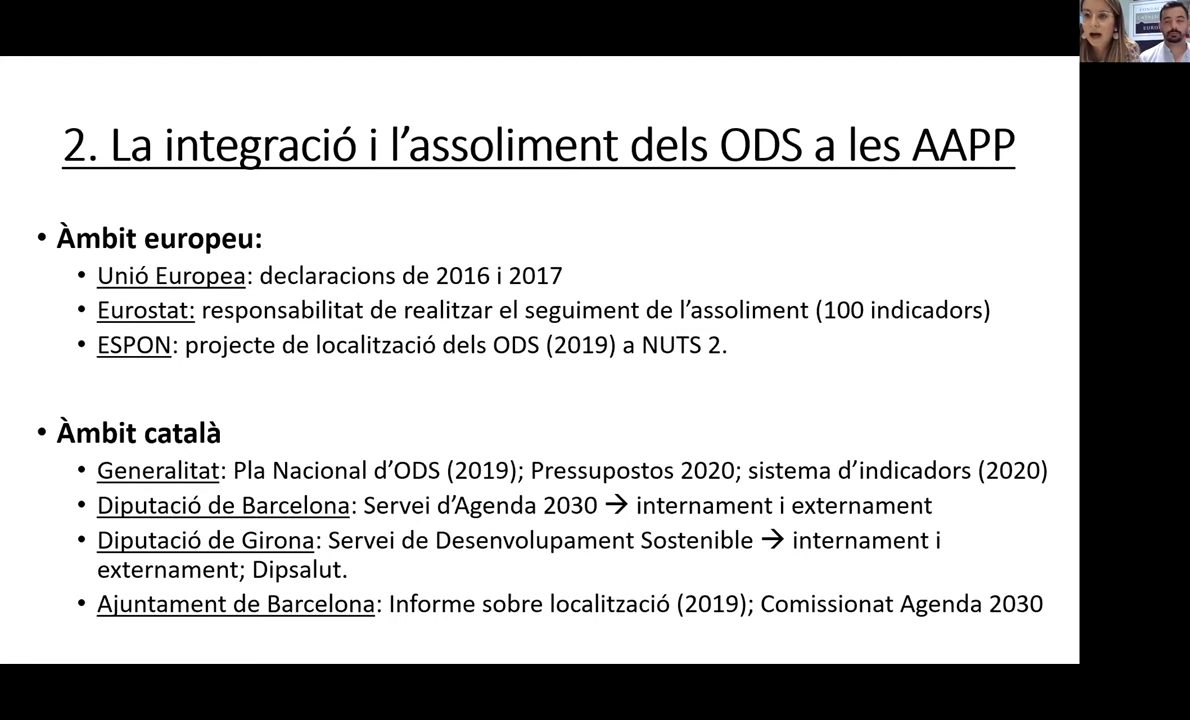 2. La integració i l’assoliment dels ODS a les AAPP
• Àmbit europeu:
• Unió Europea: declaracions de 2016 i 2017
• Eurostat: responsabilitat de realitzar el seguiment de l’assoliment (100 indicadors)
• ESPON: projecte de localització dels ODS (2019) a NUTS 2.
• Àmbit català
• Generalitat: Pla Nacional d’ODS (2019); Pressupostos 2020; sistema d’indicadors (2020)
• Diputació de Barcelona: Servei d’Agenda 2030 → internament i externament
• Diputació de Girona: Servei de Desenvolupament Sostenible → internament i
externament; Dipsalut.
• Ajuntament de Barcelona: Informe sobre localització (2019); Comissionat Agenda 2030